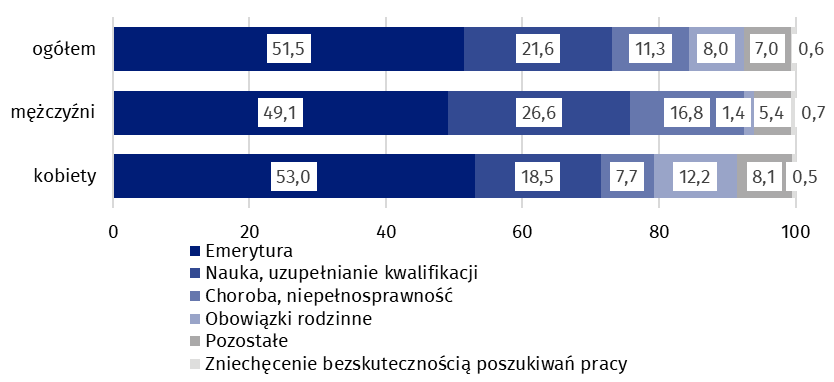 ogółem 51,5 21,6 11,3 8,0 7,0 0,6
mężczyźni 49,1 26,6 16,8 1,4 5,4 0,7
kobiety 53,0 18,5 7,7 12,2 8,1 0,5
0 20 40 60 80 100
Emerytura
Nauka, uzupełnianie kwalifikacji
Choroba, niepełnosprawność
Obowiązki rodzinne
Pozostałe
Zniechęcenie bezskutecznością poszukiwań pracy